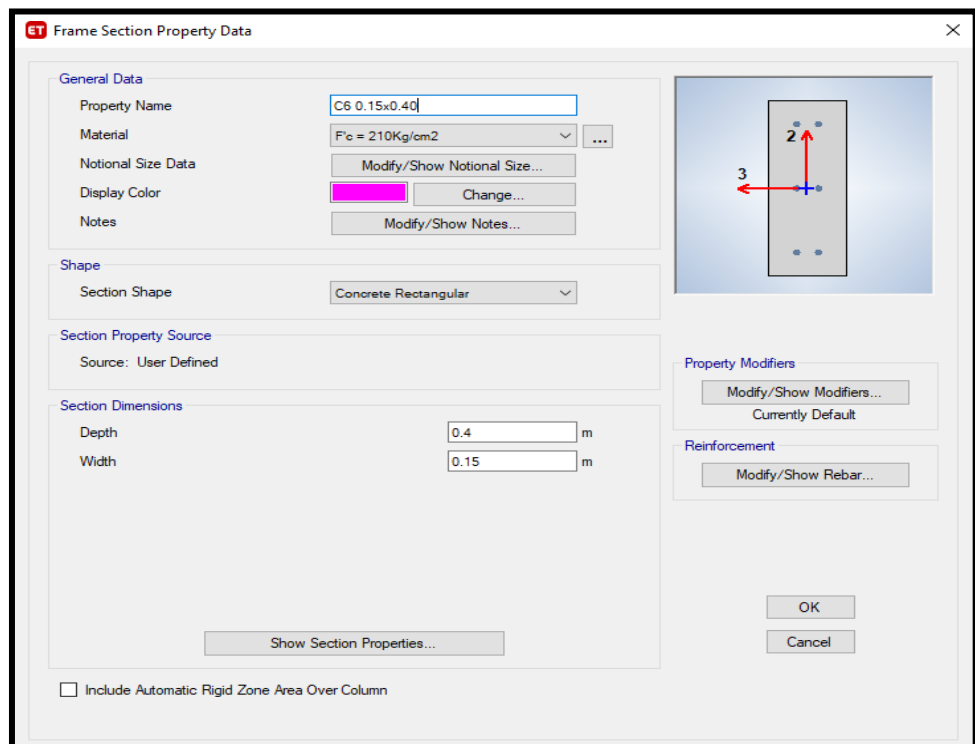 ET Frame Section Property Data
General Data
Property Name C6 0.15x0.40
Material F'c = 210Kg/cm2 ...
Notional Size Data Modify/Show Notional Size...
Display Color Change...
Notes Modify/Show Notes...
2
3
Shape
Section Shape Concrete Rectangular
Section Property Source
Source: User Defined
Property Modifiers
Modify/Show Modifiers...
Currently Default
Section Dimensions
Depth 0.4 m
Width 0.15 m
Reinforcement
Modify/Show Rebar...
Show Section Properties...
OK
Cancel
Include Automatic Rigid Zone Area Over Column